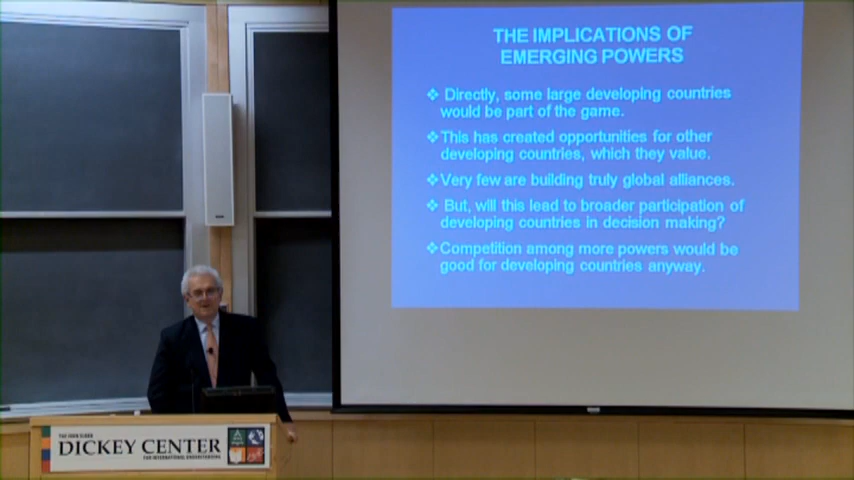 THE IMPLICATIONS OF
EMERGING POWERS
❖ Directly, some large developing countries
would be part of the game.
❖ This has created opportunities for other
developing countries, which they value.
❖ Very few are building truly global alliances.
❖ But, will this lead to broader participation of
developing countries in decision making?
❖ Competition among more powers would be
good for developing countries anyway.
DICKEY CENTER
FOR INTERNATIONAL UNDERSTANDING